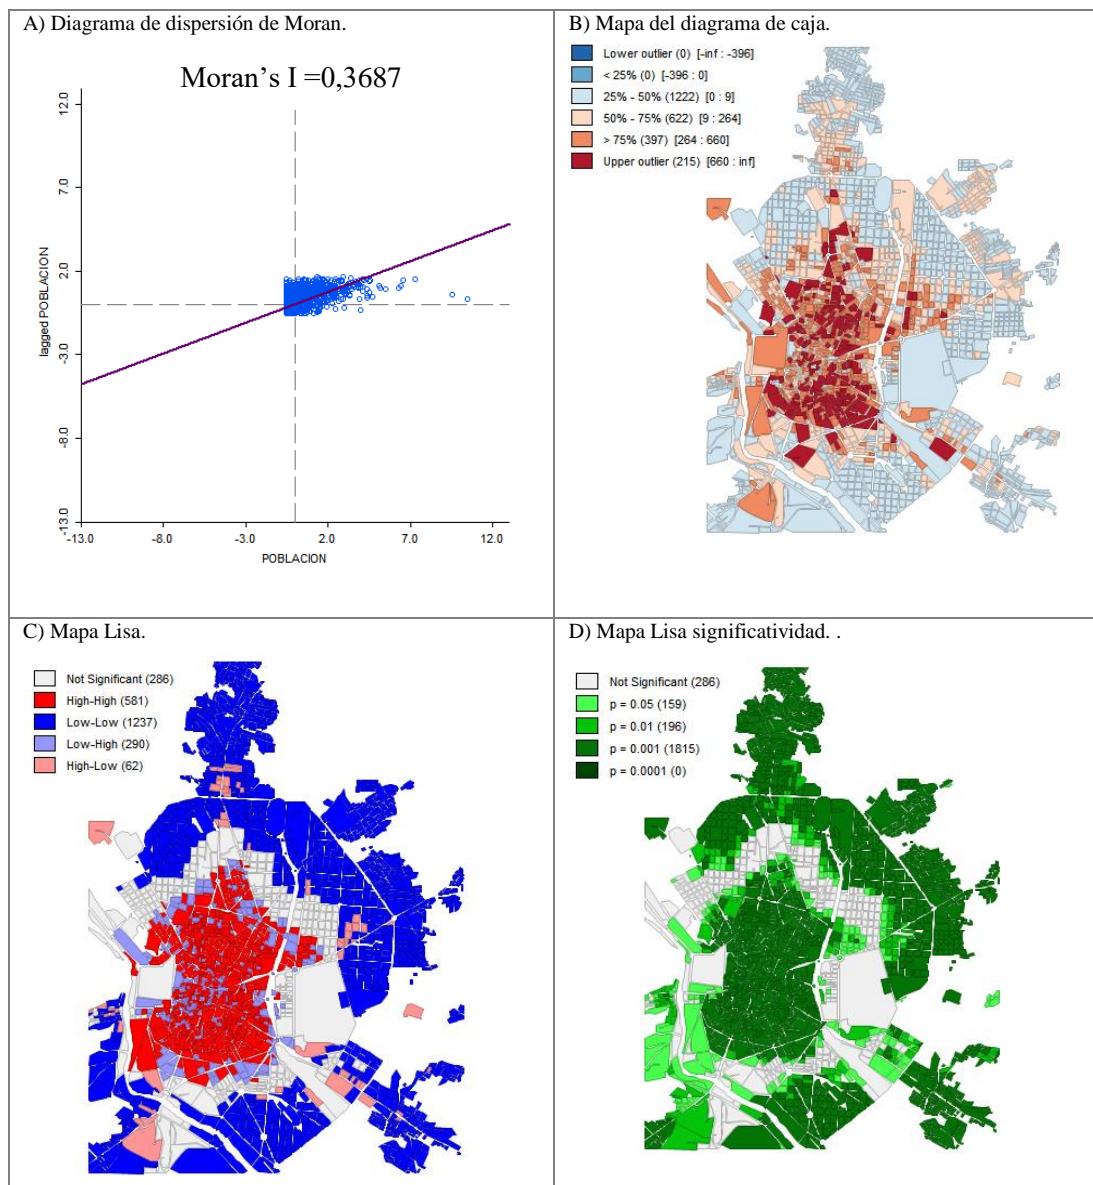 A) Diagrama de dispersión de Moran.
Moran’s I =0,3687
12.0
7.0
2.0
-3.0
-8.0
-13.0
lagged POBLACION
-13.0 -8.0 -3.0 2.0 7.0 12.0
POBLACION
B) Mapa del diagrama de caja.
Lower outlier (0) [-inf : -396]
< 25% (0) [-396 : 0]
25% - 50% (1222) [0 : 9]
50% - 75% (622) [9 : 264]
> 75% (397) [264 : 660]
Upper outlier (215) [660 : inf]
C) Mapa Lisa.
Not Significant (286)
High-High (581)
Low-Low (1237)
Low-High (290)
High-Low (62)
D) Mapa Lisa significatividad. .
Not Significant (286)
p = 0.05 (159)
p = 0.01 (196)
p = 0.001 (1815)
p = 0.0001 (0)